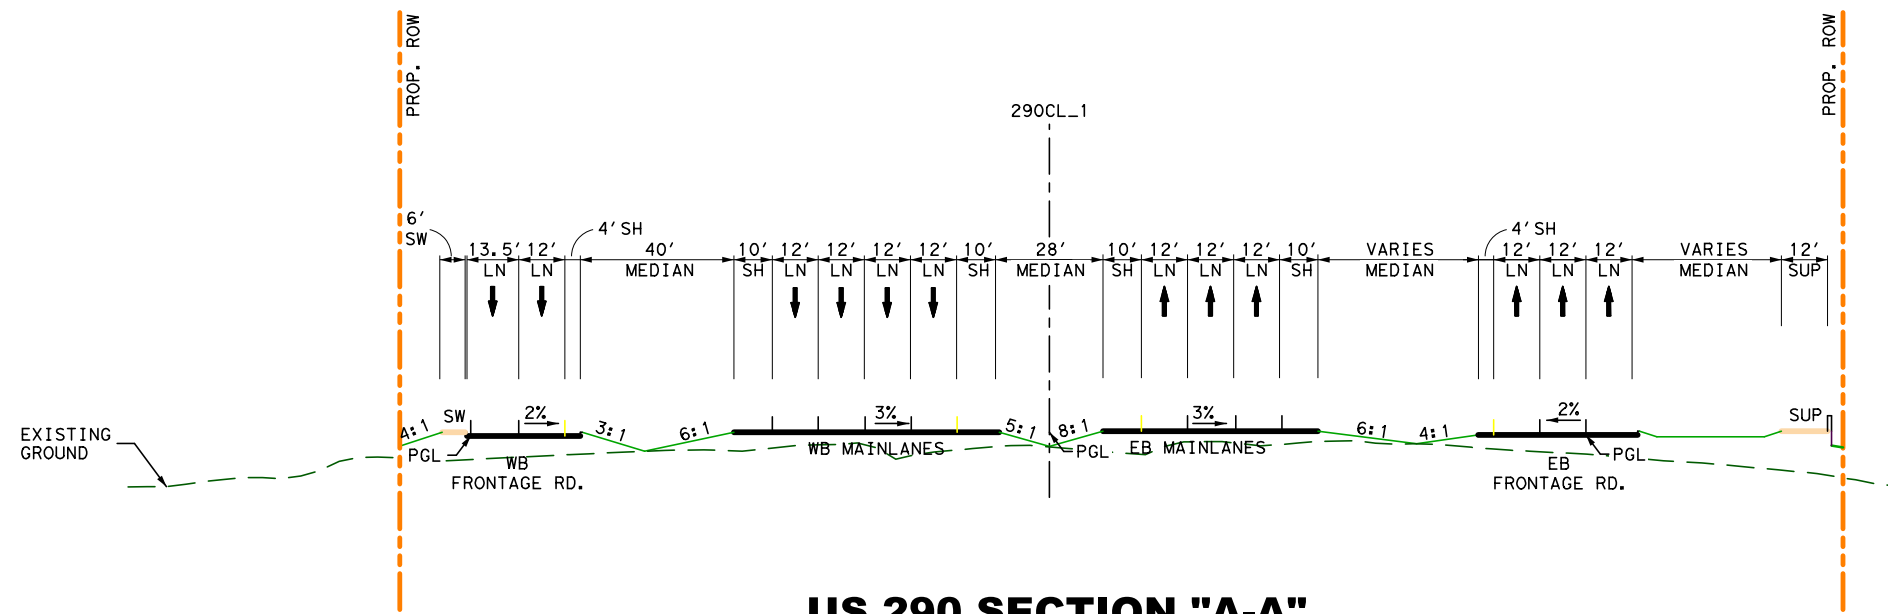 PROP. ROW
PROP. ROW
290CL_1
6'
SW
4'SH
4'SH
13.5' 12' 40' 10' 12' 12' 12' 12' 10' 28' 10' 12' 12' 12' 10' VARIES 12' 12' 12' VARIES 12'
LN LN MEDIAN SH LN LN LN LN SH MEDIAN SH LN LN LN SH MEDIAN LN LN LN MEDIAN SUP
4:1 SW 2% 3:1 6:1 3% 5:1 8:1 3% 6:1 4:1 2% SUP
EXISTING
GROUND
PGL
WB
FRONTAGE RD.
WB MAINLANES
PGL
EB MAINLANES
EB
FRONTAGE RD.
PGL
US 290 SECTION "A-A"